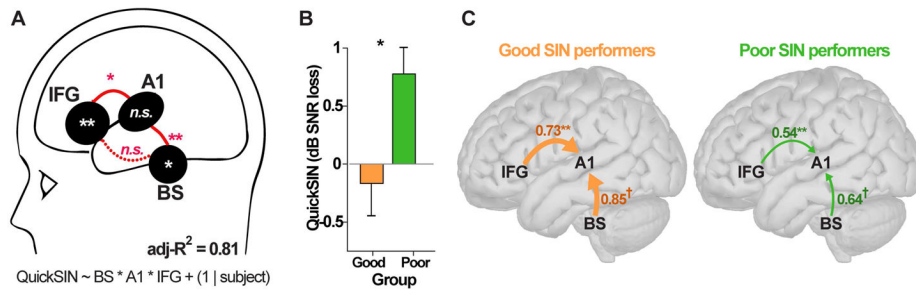 A
IFG
A1
BS
*
**
n.s.
**
n.s.
*
adj-R² = 0.81
QuickSIN ~ BS * A1 * IFG + (1 | subject)
B
*
QuickSIN (dB SNR loss)
1
0.5
0
-0.5
Good
Poor
Group
C
Good SIN performers
0.73**
IFG
A1
0.85†
BS
Poor SIN performers
0.54**
IFG
A1
0.64†
BS